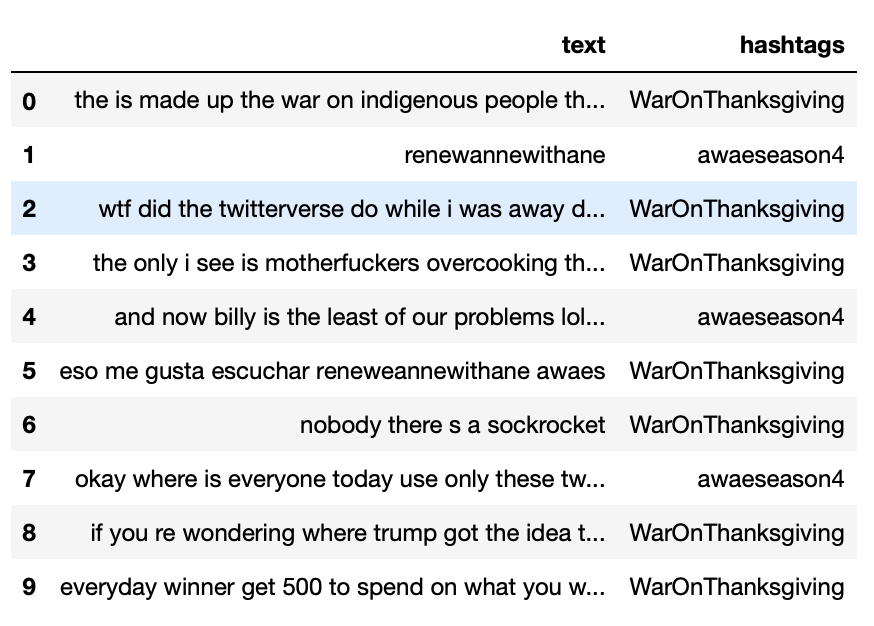 text hashtags
0 the is made up the war on indigenous people th... WarOnThanksgiving
1 renewannewithane awaeseason4
2 wtf did the twitterverse do while i was away d... WarOnThanksgiving
3 the only i see is motherfuckers overcooking th... WarOnThanksgiving
4 and now billy is the least of our problems lol... awaeseason4
5 eso me gusta escuchar reneweannewithane awaes WarOnThanksgiving
6 nobody there s a sockrocket WarOnThanksgiving
7 okay where is everyone today use only these tw... awaeseason4
8 if you re wondering where trump got the idea t... WarOnThanksgiving
9 everyday winner get 500 to spend on what you w... WarOnThanksgiving